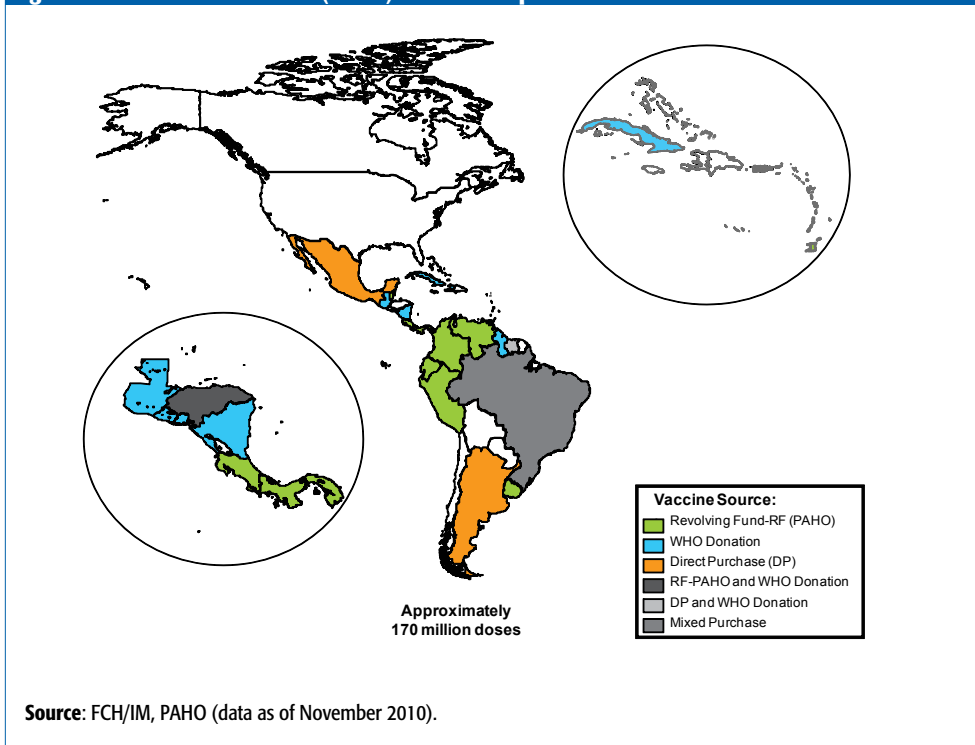 Approximately
170 million doses
Vaccine Source:
Revolving Fund-RF (PAHO)
WHO Donation
Direct Purchase (DP)
RF-PAHO and WHO Donation
DP and WHO Donation
Mixed Purchase
Source: FCH/IM, PAHO (data as of November 2010).